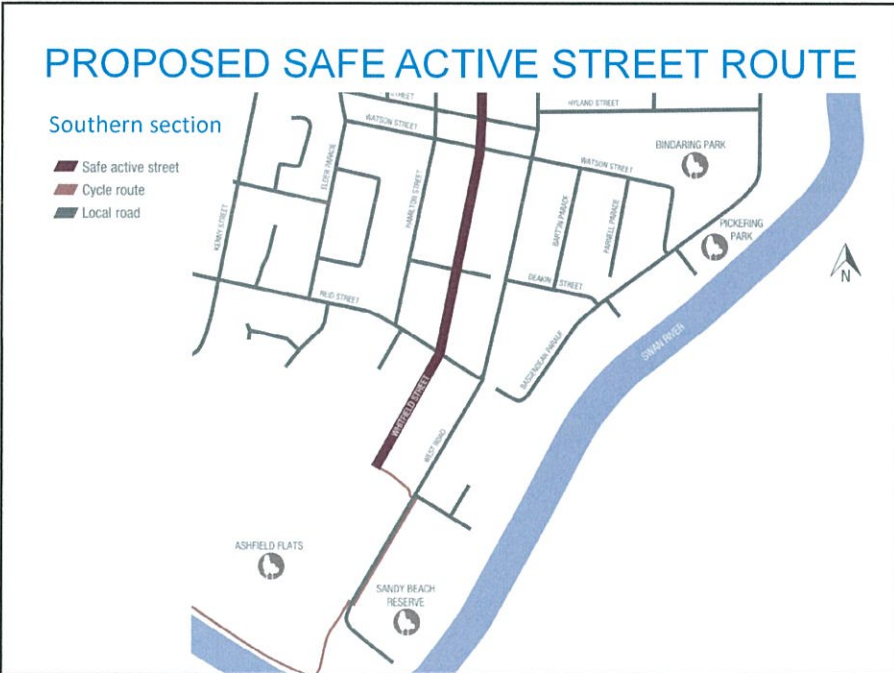 PROPOSED SAFE ACTIVE STREET ROUTE
Southern section
Safe active street
Cycle route
Local road
STREET
HYLAND STREET
WATSON STREET
BINDARING PARK
WATSON STREET
ELDER PARADE
HAMILTON STREET
KENNY STREET
BARTON PARADE
PARNELL PARADE
PICKERING
PARK
N
DEAKIN STREET
REID STREET
BASSENDEAN PARADE
SWAN RIVER
WHITFIELD STREET
WEST ROAD
ASHFIELD FLATS
SANDY BEACH
RESERVE